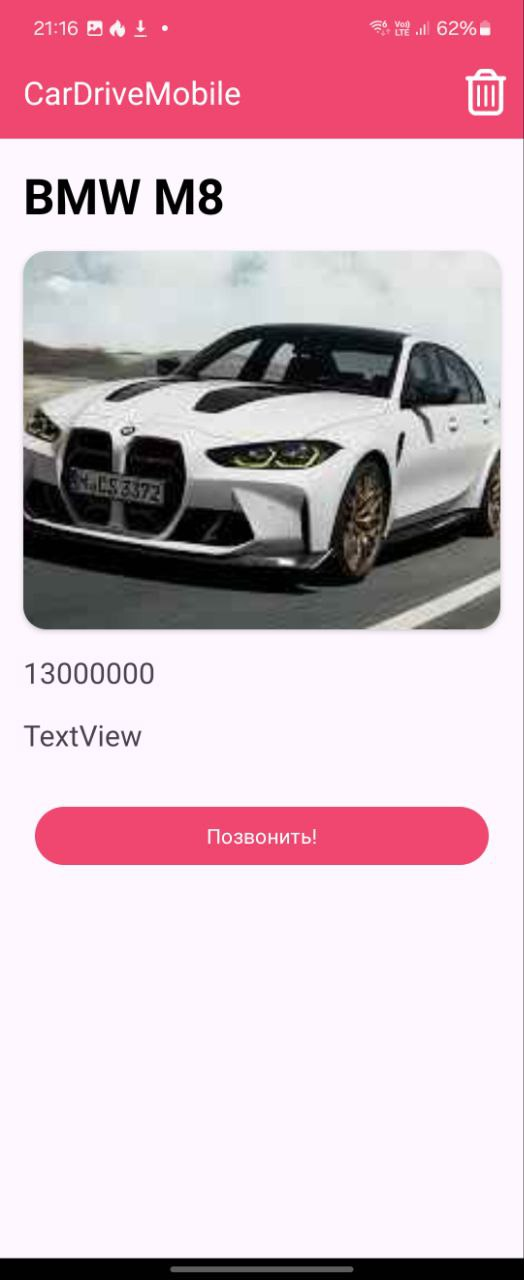 21:16
62%
CarDriveMobile
BMW M8
13000000
TextView
Позвонить!